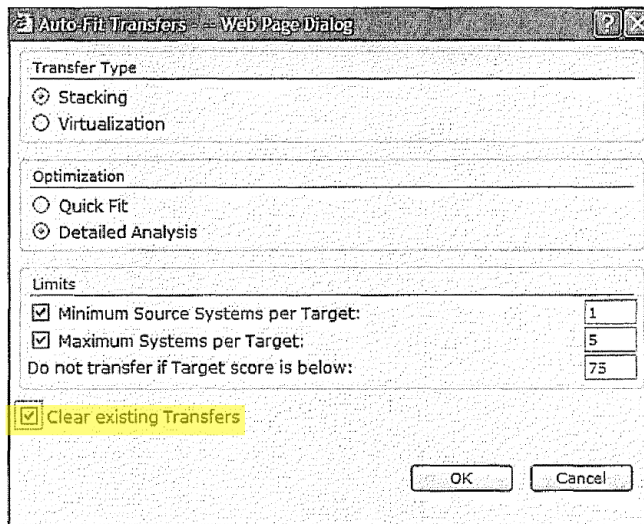 Auto-Fit Transfers - -- Web Page Dialog
Transfer Type
Stacking
Virtualization
Optimization
Quick Fit
Detailed Analysis
Limits
Minimum Source Systems per Target: 1
Maximum Systems per Target: 5
Do not transfer if Target score is below: 75
Clear existing Transfers
OK Cancel